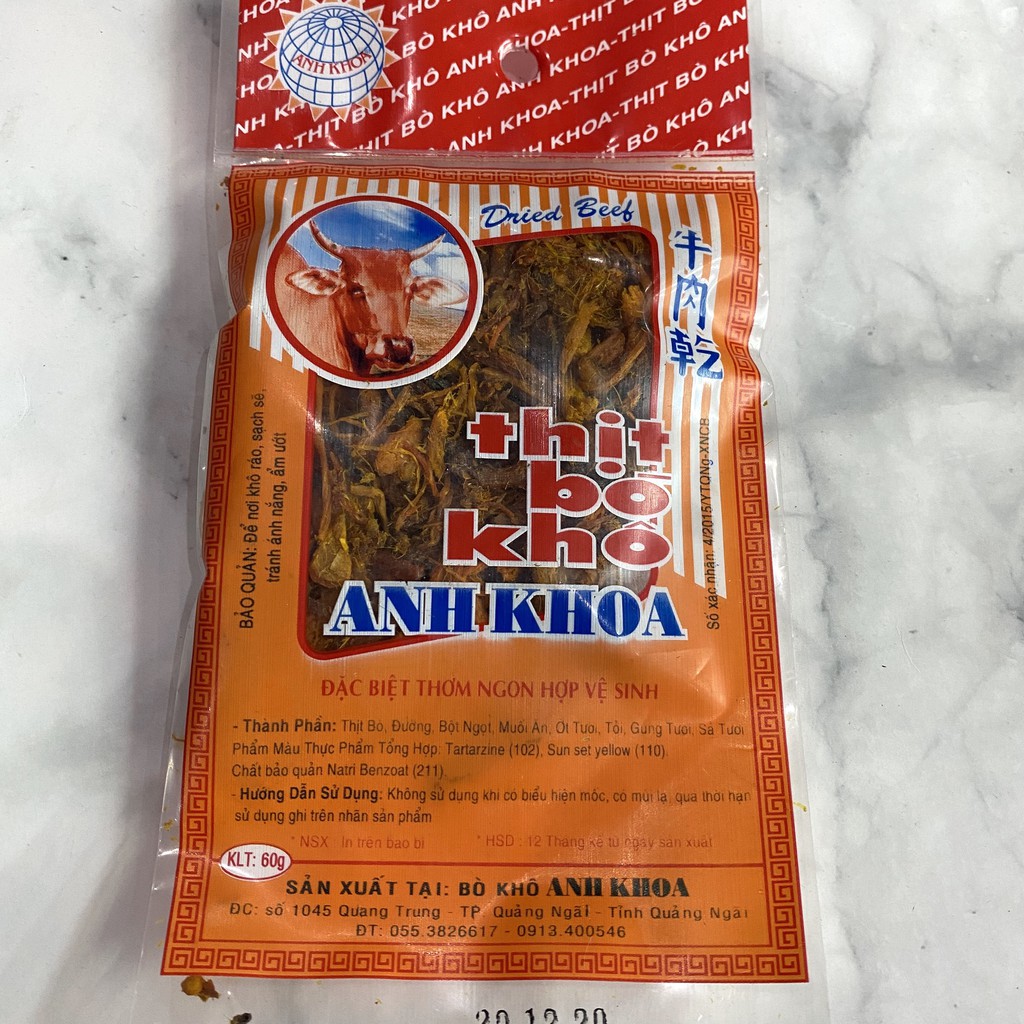 ANH KHOA
BÒ KHÔ ANH KHOA-THỊT BÒ KHÔ ANH KHOA-THỊT BÒ KHÔ
Dried Beef
牛肉乾
thịt
bò
khô
ANH KHOA
BẢO QUẢN: Để nơi khô ráo, sạch sẽ,
tránh ánh nắng, ẩm ướt
Số xác nhận: 4/2015/YTQNg-XNCB
ĐẶC BIỆT THƠM NGON HỢP VỆ SINH
- Thành Phần: Thịt Bò, Đường, Bột Ngọt, Muối Ăn, Ớt Tươi, Tỏi, Gừng Tươi, Sả Tươi
Phẩm Màu Thực Phẩm Tổng Hợp: Tartarzine (102), Sun set yellow (110)
Chất bảo quản Natri Benzoat (211)
- Hướng Dẫn Sử Dụng: Không sử dụng khi có biểu hiện mốc, có mùi lạ, quá thời hạn
sử dụng ghi trên nhãn sản phẩm
* NSX : In trên bao bì * HSD : 12 Tháng kể từ ngày sản xuất
KLT: 60g
SẢN XUẤT TẠI: BÒ KHÔ ANH KHOA
ĐC: số 1045 Quang Trung - TP. Quảng Ngãi - Tỉnh Quảng Ngãi
ĐT: 055.3826617 - 0913.400546
20 12 20